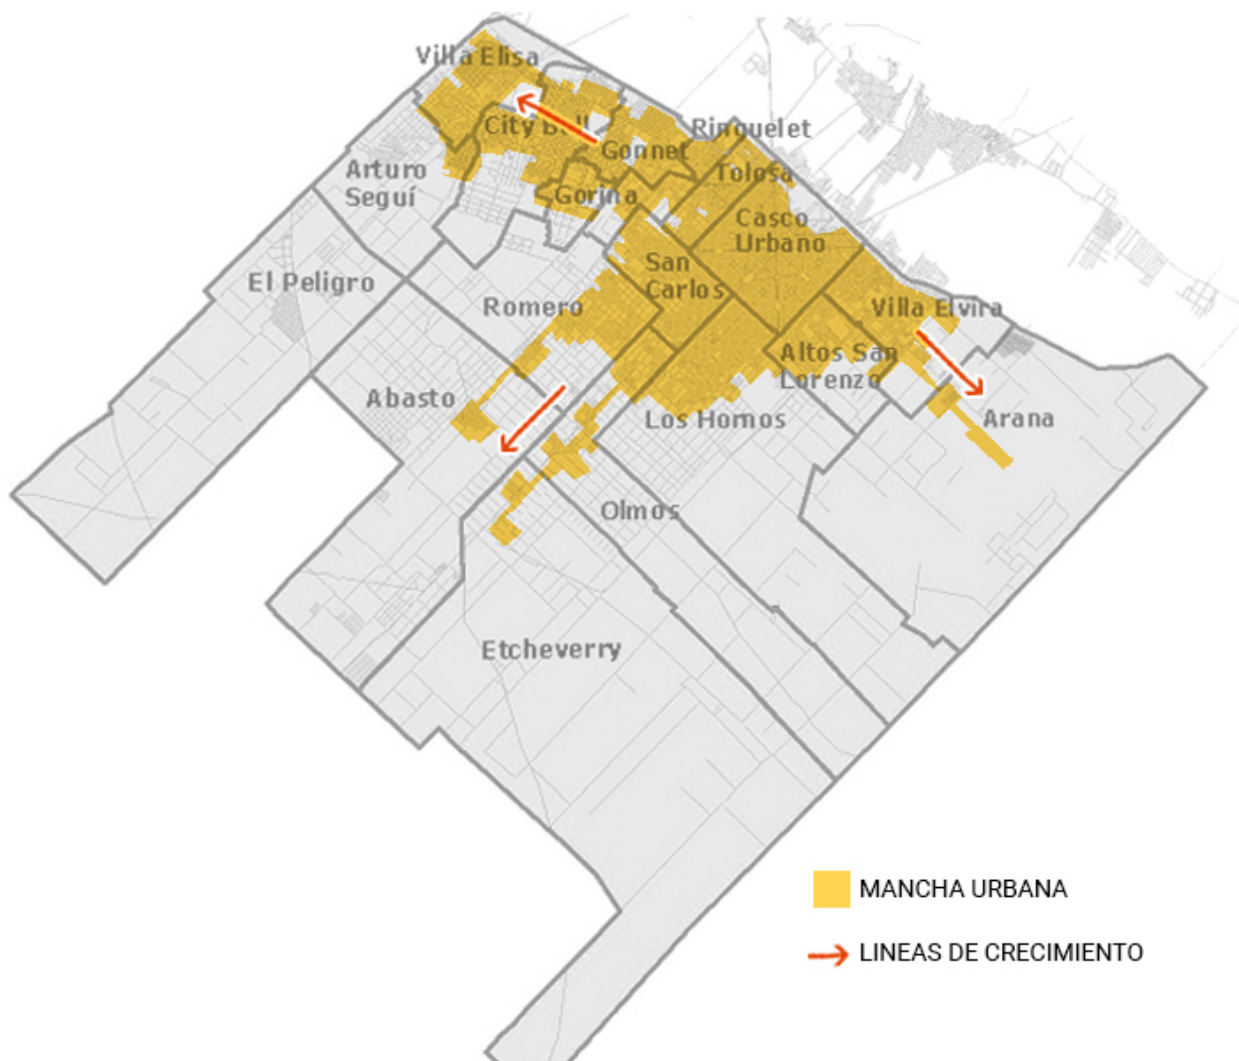 Villa Elisa
City Bell
Ringuelet
Gonnet
Tolosa
Arturo
Seguí
Gorina
Casco
Urbano
San
Carlos
El Peligro
Romero
Villa Elvira
Altos San
Lorenzo
Abasto
Los Hornos
Arana
Olmos
Etcheverry
MANCHA URBANA
LINEAS DE CRECIMIENTO